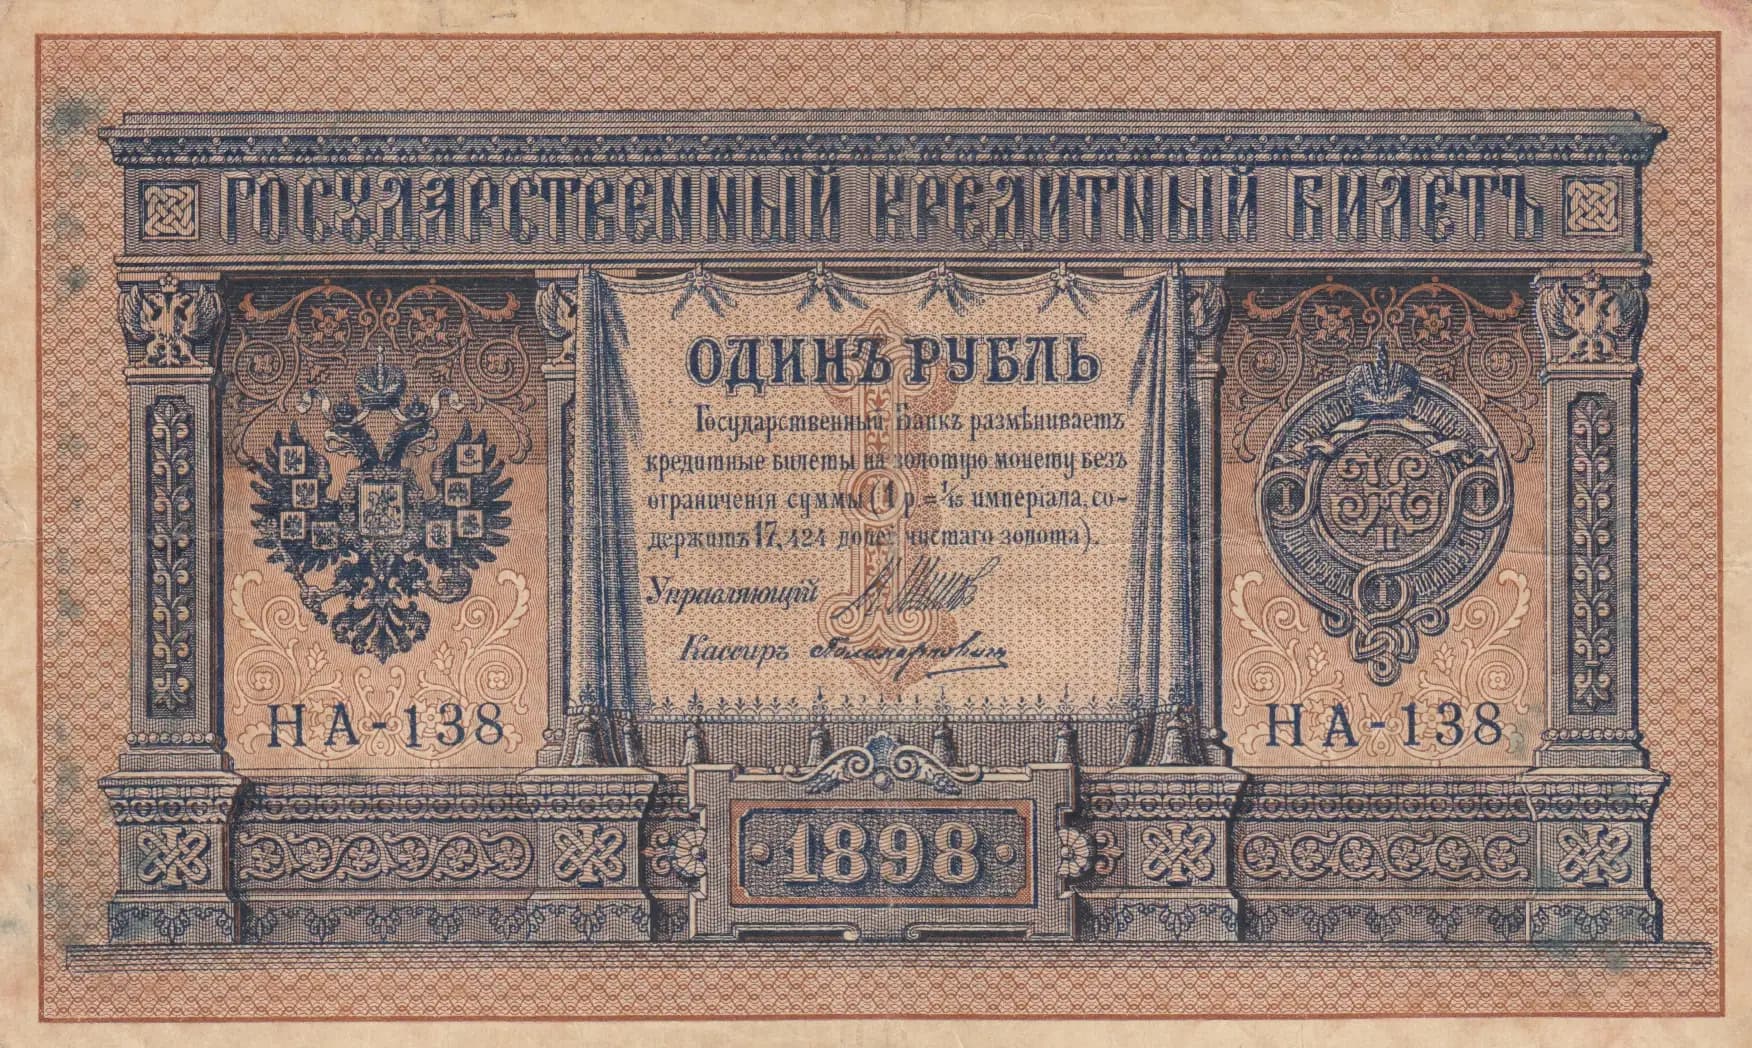 ГОСУДАРСТВЕННЫЙ КРЕДИТНЫЙ БИЛЕТЪ
ОДИНЪ РУБЛЬ
Государственный Банкъ размѣниваетъ
кредитные билеты на золотую монету безъ
ограниченія суммы (1 р.=1/15 имперіала, со-
держитъ 17,424 долей чистаго золота).
Управляющій
Кассиръ
НА-138
НА-138
1898